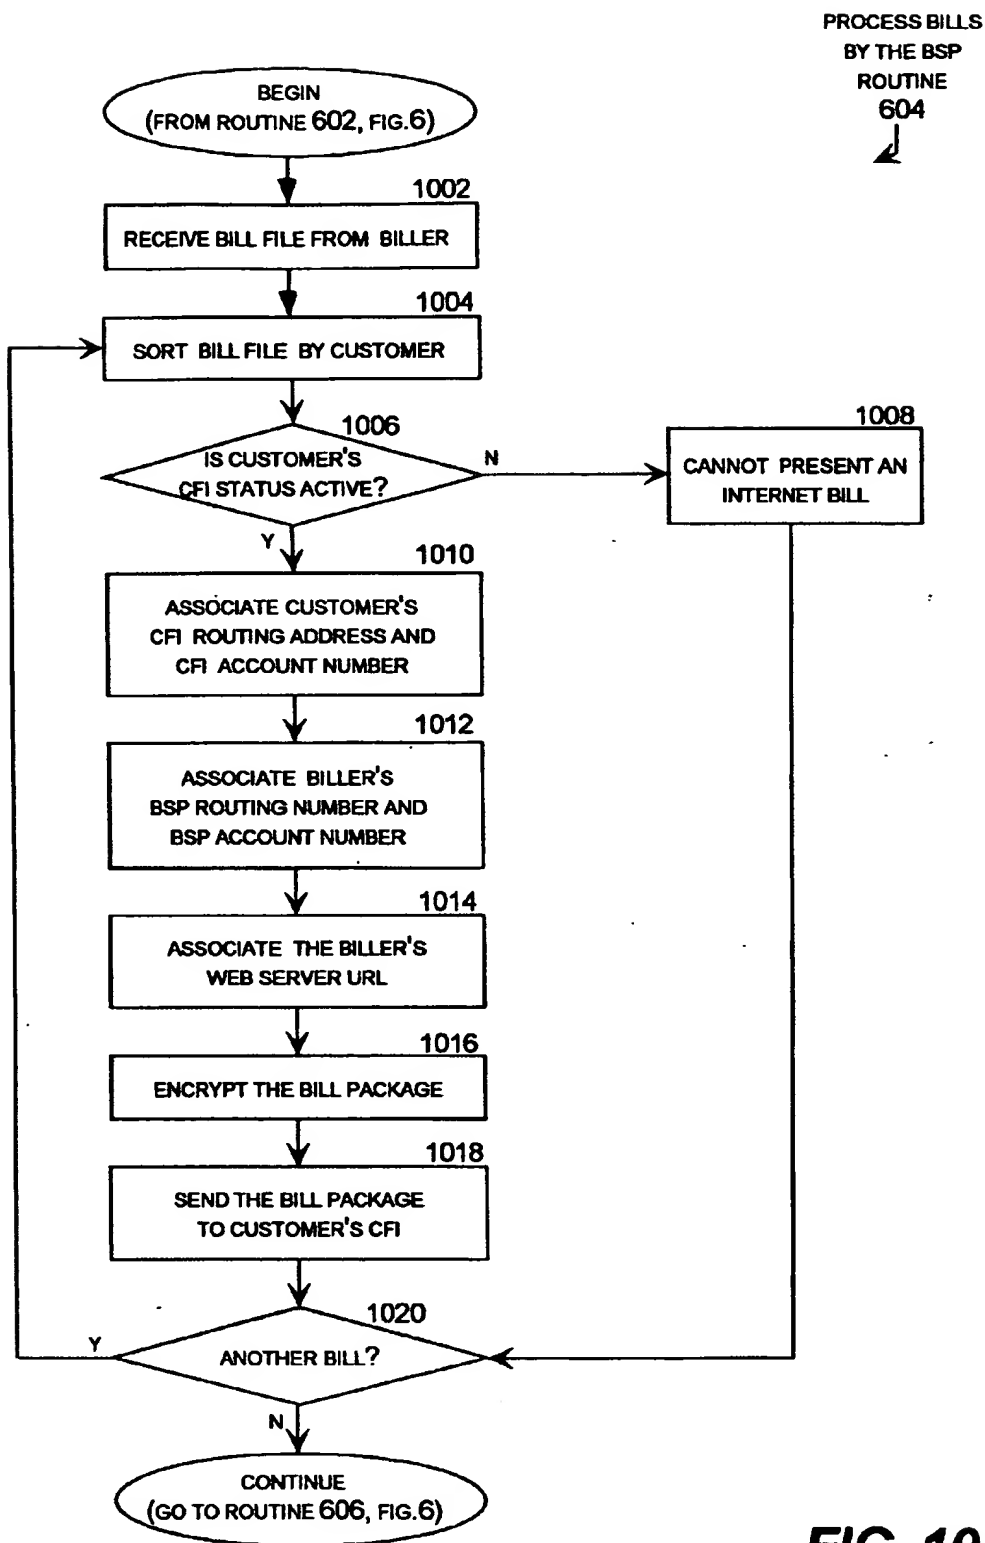 PROCESS BILLS
BY THE BSP
ROUTINE
604
BEGIN
(FROM ROUTINE 602, FIG.6)
1002
RECEIVE BILL FILE FROM BILLER
1004
SORT BILL FILE BY CUSTOMER
1006
IS CUSTOMER'S
CFI STATUS ACTIVE?
N
Y
1008
CANNOT PRESENT AN
INTERNET BILL
1010
ASSOCIATE CUSTOMER'S
CFI ROUTING ADDRESS AND
CFI ACCOUNT NUMBER
1012
ASSOCIATE BILLER'S
BSP ROUTING NUMBER AND
BSP ACCOUNT NUMBER
1014
ASSOCIATE THE BILLER'S
WEB SERVER URL
1016
ENCRYPT THE BILL PACKAGE
1018
SEND THE BILL PACKAGE
TO CUSTOMER'S CFI
1020
ANOTHER BILL?
Y
N
CONTINUE
(GO TO ROUTINE 606, FIG.6)
FIG. 10